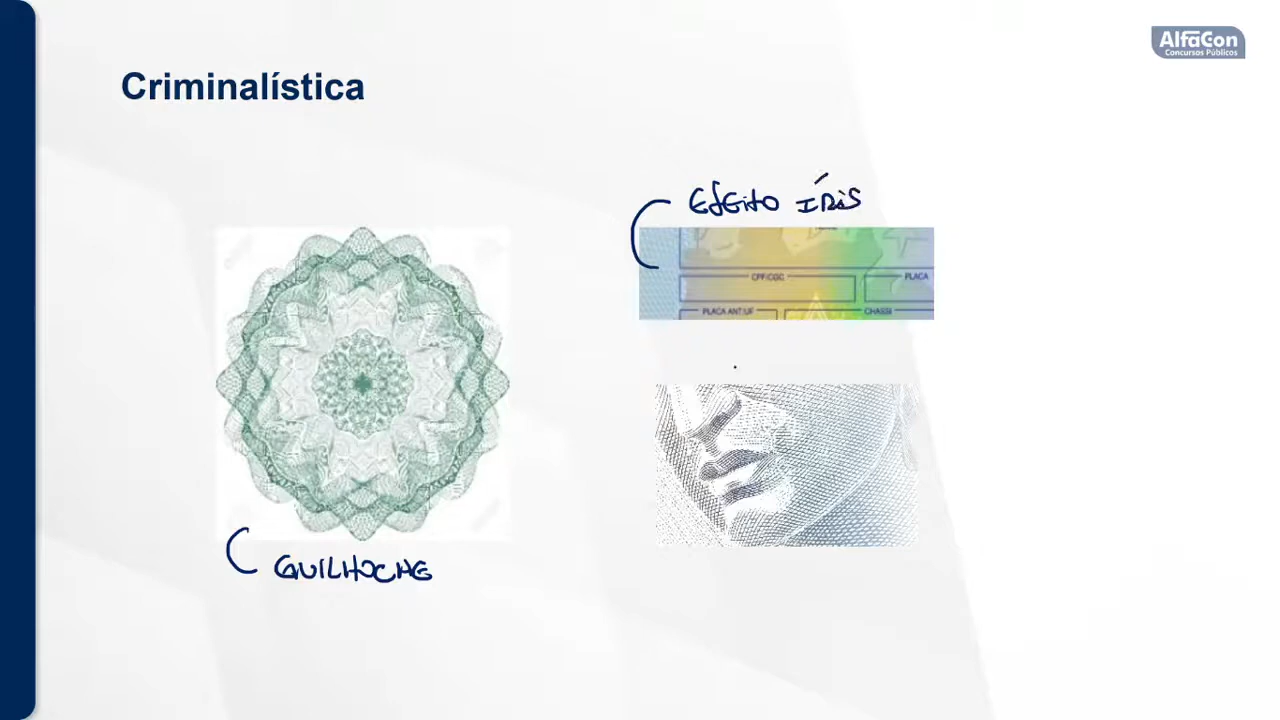 AlfaCon
Concursos Públicos
Criminalística
EFEITO ÍRIS
CPF/CGC
PLACA
PLACA ANT./UF
CHASSI
GUILHOCHE